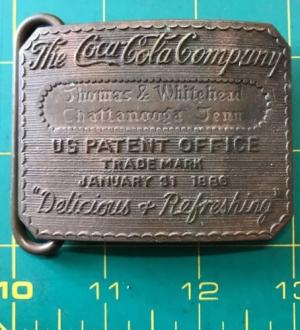 The Coca-Cola Company
Thomas & Whitehead
Chattanooga Tenn
US PATENT OFFICE
TRADE MARK
JANUARY 31 1886
"Delicious & Refreshing"
10 11 12 13